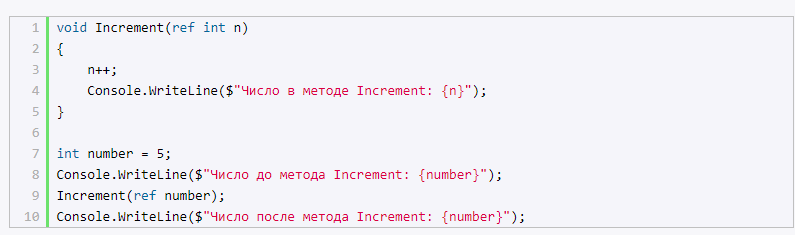 1 void Increment(ref int n)
2 {
3     n++;
4     Console.WriteLine($"Число в методе Increment: {n}");
5 }
6
7 int number = 5;
8 Console.WriteLine($"Число до метода Increment: {number}");
9 Increment(ref number);
10 Console.WriteLine($"Число после метода Increment: {number}");